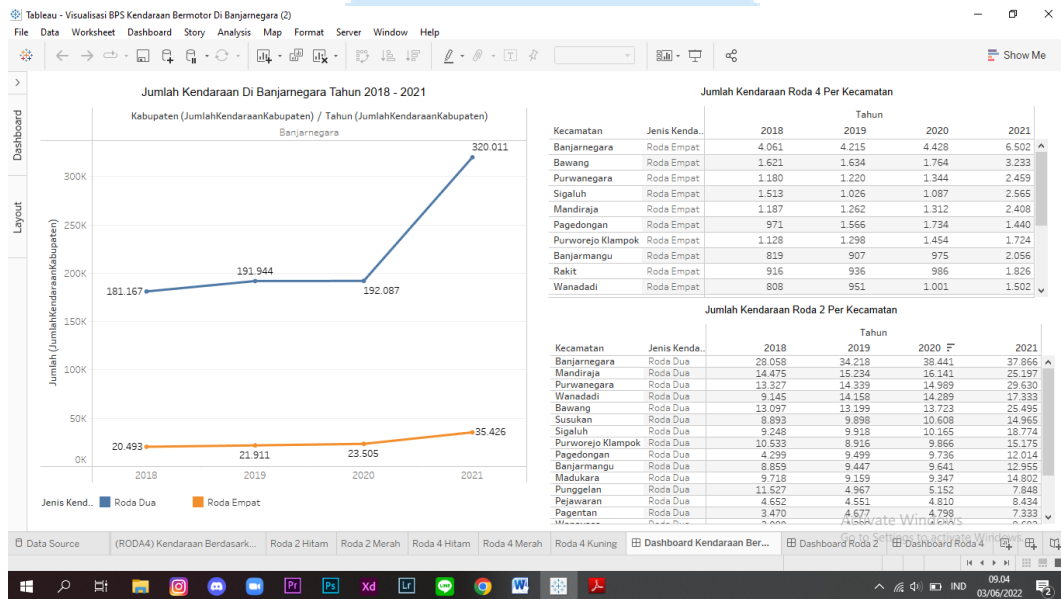 Tableau - Visualisasi BPS Kendaraan Bermotor Di Banjarnegara (2)
File Data Worksheet Dashboard Story Analysis Map Format Server Window Help
Show Me
Dashboard
Layout
Jumlah Kendaraan Di Banjarnegara Tahun 2018 - 2021
Kabupaten (JumlahKendaraanKabupaten) / Tahun (JumlahKendaraanKabupaten)
Banjarnegara
Jumlah (JumlahKendaraanKabupaten)
300K
250K
200K
150K
100K
50K
0K
181.167
191.944
192.087
320.011
20.493
21.911
23.505
35.426
2018 2019 2020 2021
Jenis Kend.. Roda Dua Roda Empat
Jumlah Kendaraan Roda 4 Per Kecamatan
Tahun
Kecamatan Jenis Kenda.. 2018 2019 2020 2021
Banjarnegara Roda Empat 4.061 4.215 4.428 6.502
Bawang Roda Empat 1.621 1.634 1.764 3.233
Purwanegara Roda Empat 1.180 1.220 1.344 2.459
Sigaluh Roda Empat 1.513 1.026 1.087 2.565
Mandiraja Roda Empat 1.187 1.262 1.312 2.408
Pagedongan Roda Empat 971 1.566 1.734 1.440
Purworejo Klampok Roda Empat 1.128 1.298 1.454 1.724
Banjarmangu Roda Empat 819 907 975 2.056
Rakit Roda Empat 916 936 986 1.826
Wanadadi Roda Empat 808 951 1.001 1.502
Jumlah Kendaraan Roda 2 Per Kecamatan
Tahun
Kecamatan Jenis Kenda.. 2018 2019 2020 2021
Banjarnegara Roda Dua 28.058 34.218 38.441 37.866
Mandiraja Roda Dua 14.475 15.234 16.141 25.197
Purwanegara Roda Dua 13.327 14.339 14.989 29.630
Wanadadi Roda Dua 9.145 14.158 14.289 17.333
Bawang Roda Dua 13.097 13.199 13.723 25.495
Susukan Roda Dua 8.893 9.898 10.608 14.965
Sigaluh Roda Dua 9.248 9.918 10.165 18.774
Purworejo Klampok Roda Dua 10.533 8.916 9.866 15.175
Pagedongan Roda Dua 4.299 9.499 9.736 12.014
Banjarmangu Roda Dua 8.859 9.447 9.641 12.955
Madukara Roda Dua 9.718 9.159 9.347 14.802
Punggelan Roda Dua 11.527 4.967 5.152 7.848
Pejawaran Roda Dua 4.652 4.551 4.810 8.434
Pagentan Roda Dua 3.470 4.677 4.798 7.333
Activate Windows
Go to Settings to activate Windows.
Data Source (RODA4) Kendaraan Berdasark... Roda 2 Hitam Roda 2 Merah Roda 4 Hitam Roda 4 Merah Roda 4 Kuning Dashboard Kendaraan Ber... Dashboard Roda 2 Dashboard Roda 4
Pr Ps Xd Lr LINE W IND 09.04
03/06/2022 2